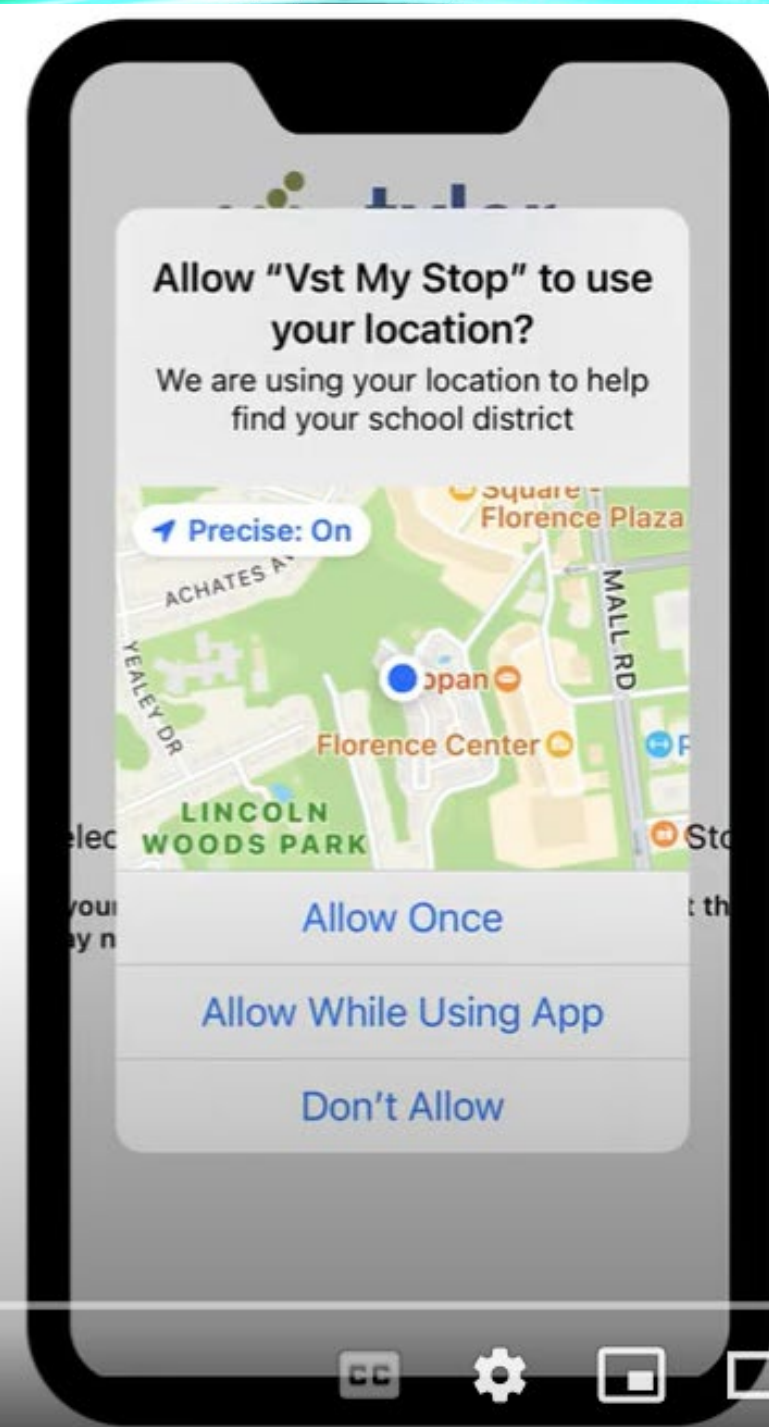 tyler
Allow “Vst My Stop” to use
your location?
We are using your location to help
find your school district
Square -
Florence Plaza
Precise: On
ACHATES
MALL RD
YEALEY DR
Florence Center
LINCOLN
WOODS PARK
Allow Once
Allow While Using App
Don’t Allow
CC